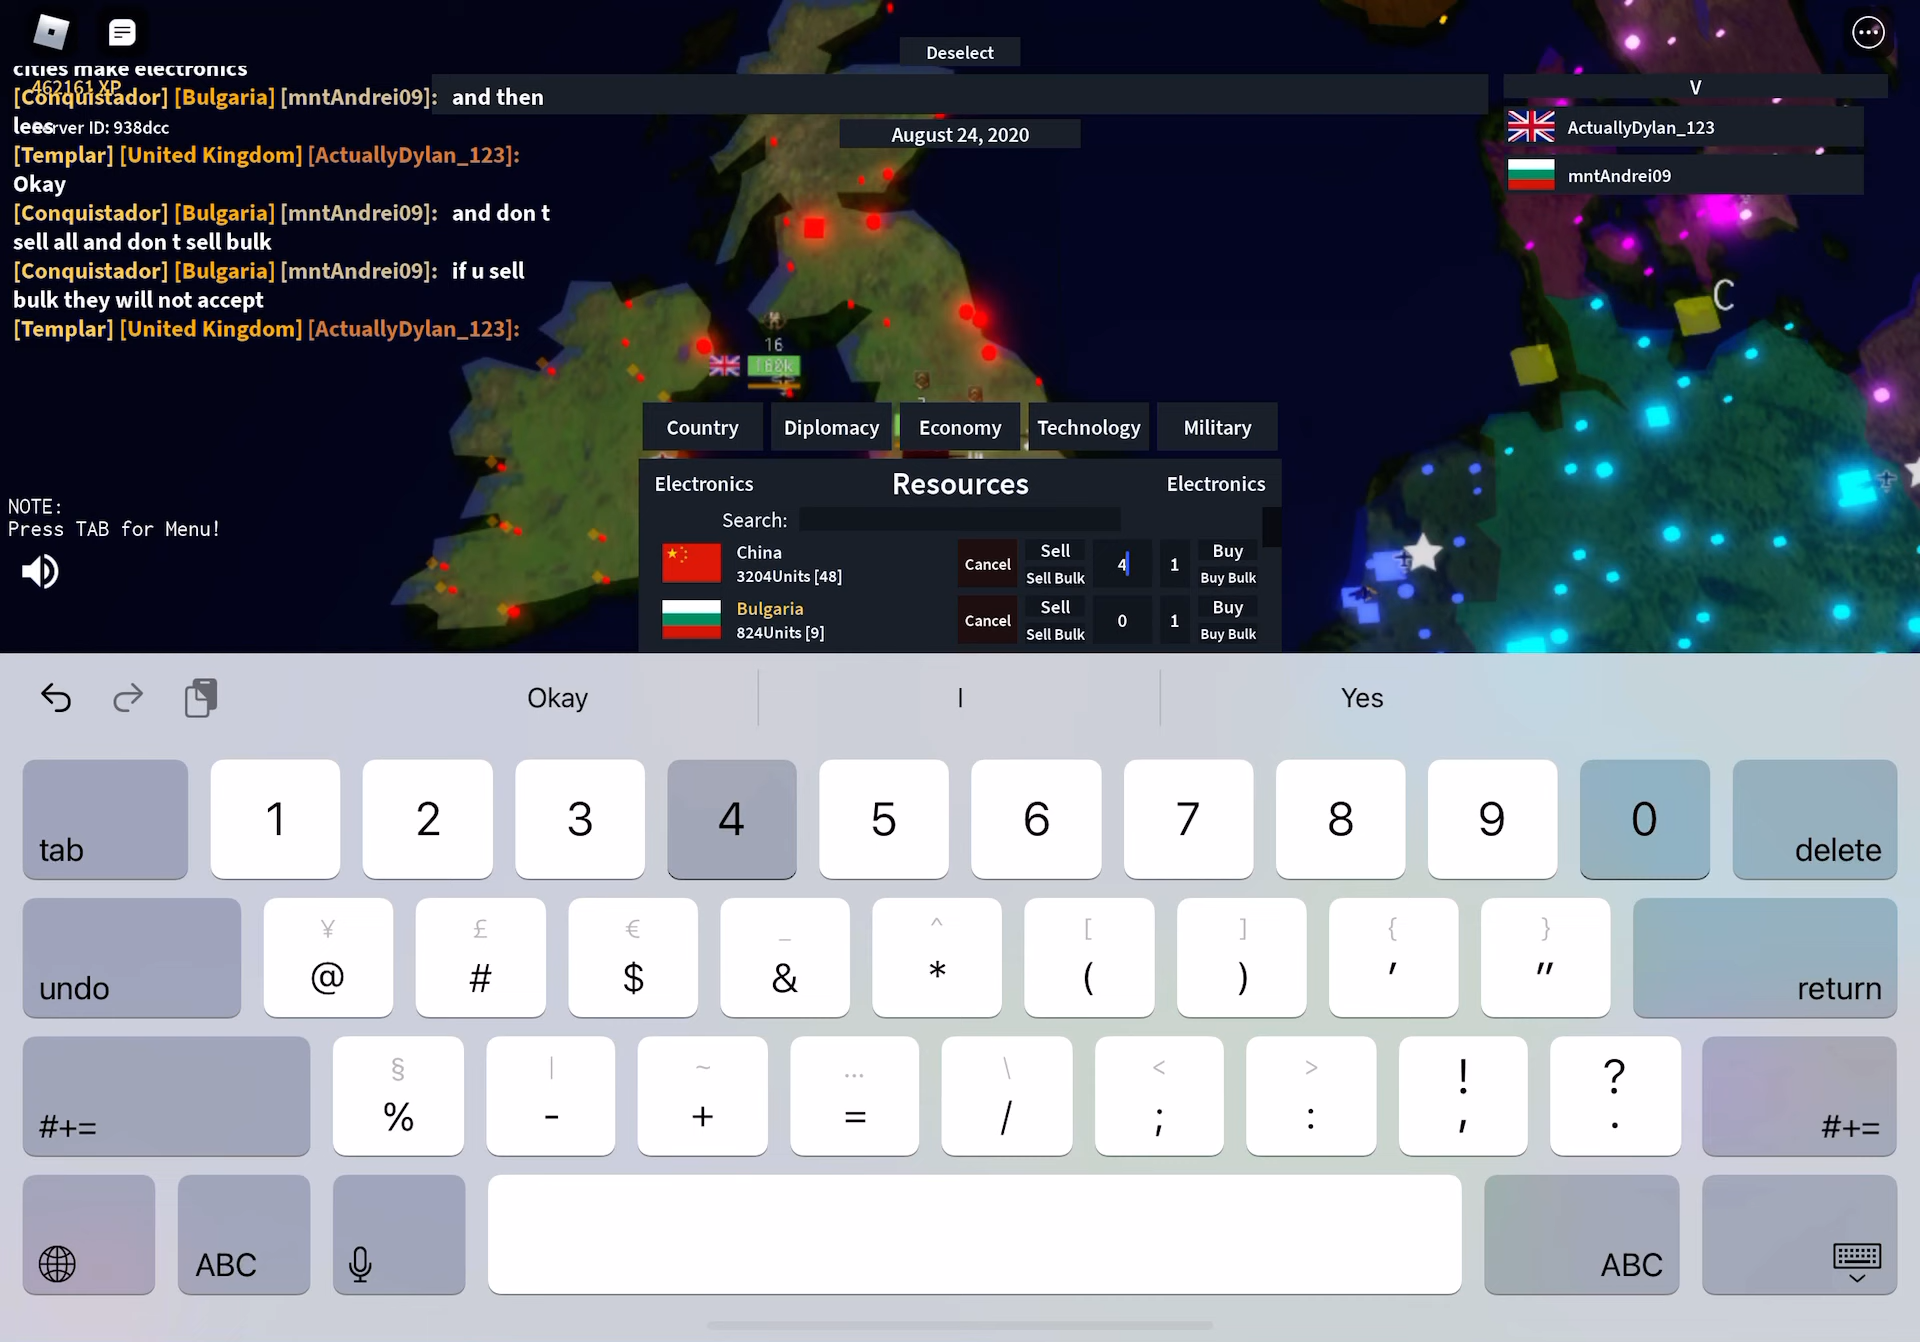 Deselect
cities make electronics
462161 XP
[Conquistador] [Bulgaria] [mntAndrei09]: and then
lees
Server ID: 938dcc
[Templar] [United Kingdom] [ActuallyDylan_123]:
Okay
[Conquistador] [Bulgaria] [mntAndrei09]: and don t
sell all and don t sell bulk
[Conquistador] [Bulgaria] [mntAndrei09]: if u sell
bulk they will not accept
[Templar] [United Kingdom] [ActuallyDylan_123]:
August 24, 2020
V
ActuallyDylan_123
mntAndrei09
C
16
Country Diplomacy Economy Technology Military
Electronics Resources Electronics
Search:
China
3204Units [48]
Cancel Sell Sell Bulk 4 1 Buy Buy Bulk
Bulgaria
824Units [9]
Cancel Sell Sell Bulk 0 1 Buy Buy Bulk
NOTE:
Press TAB for Menu!
Okay I Yes
tab 1 2 3 4 5 6 7 8 9 0 delete
¥ £ € _ ^ [ ] { }
undo @ # $ & * ( ) ' " return
§ | ~ … \ < > ! ?
#+= % - + = / ; : , . #+=
ABC ABC